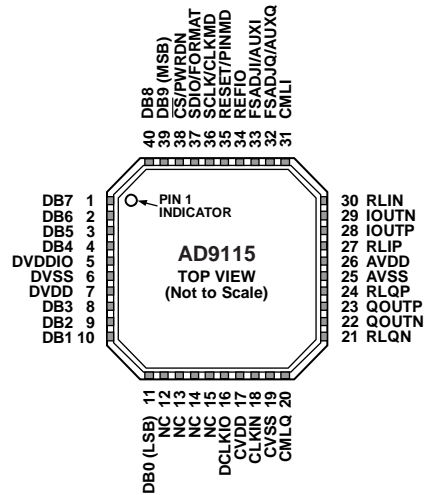 40 DB8
39 DB9 (MSB)
38 CS/PWRDN
37 SDIO/FORMAT
36 SCLK/CLKMD
35 RESET/PINMD
34 REFIO
33 FSADJI/AUXI
32 FSADJQ/AUXQ
31 CMLI
DB7 1
DB6 2
DB5 3
DB4 4
DVDDIO 5
DVSS 6
DVDD 7
DB3 8
DB2 9
DB1 10
PIN 1
INDICATOR
AD9115
TOP VIEW
(Not to Scale)
30 RLIN
29 IOUTN
28 IOUTP
27 RLIP
26 AVDD
25 AVSS
24 RLQP
23 QOUTP
22 QOUTN
21 RLQN
DB0 (LSB) 11
NC 12
NC 13
NC 14
NC 15
DCLKIO 16
CVDD 17
CLKIN 18
CVSS 19
CMLQ 20